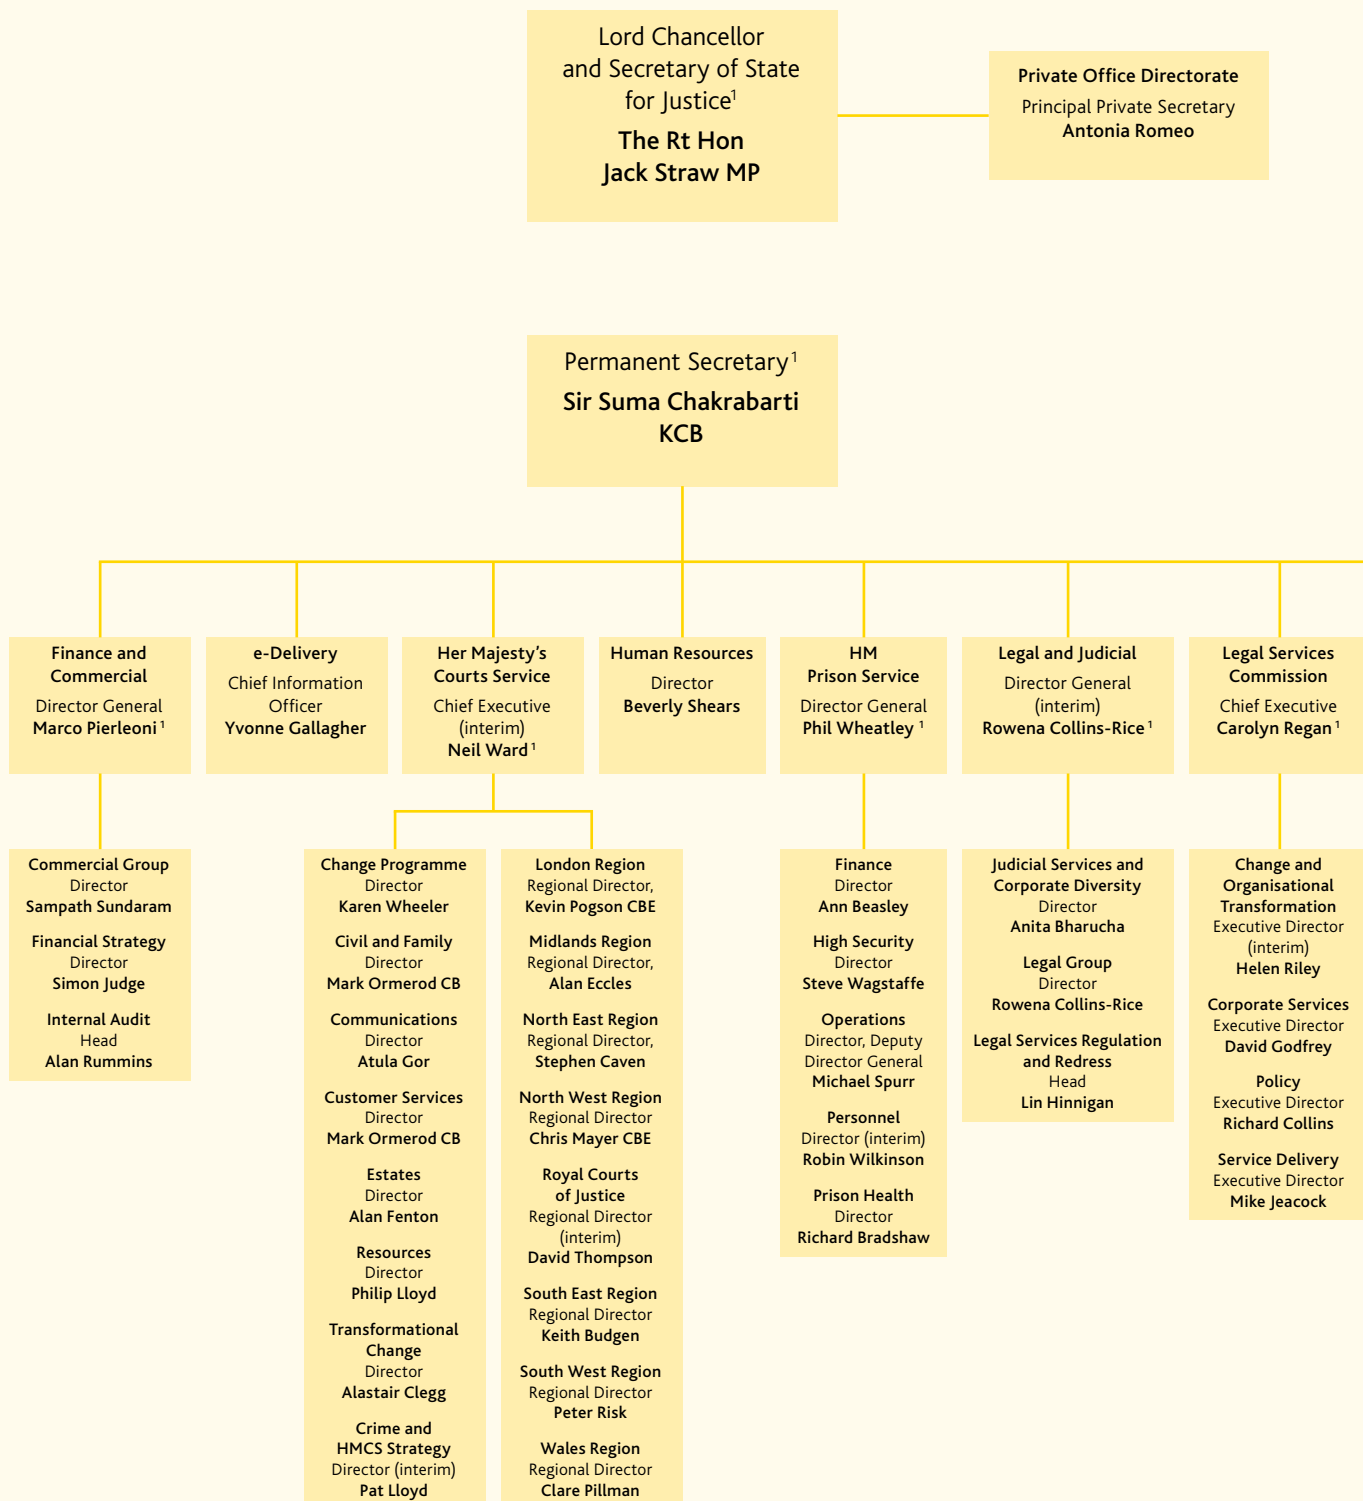 Lord Chancellor
and Secretary of State
for Justice¹
The Rt Hon
Jack Straw MP
Private Office Directorate
Principal Private Secretary
Antonia Romeo
Permanent Secretary¹
Sir Suma Chakrabarti
KCB
Finance and
Commercial
Director General
Marco Pierleoni¹
e-Delivery
Chief Information
Officer
Yvonne Gallagher
Her Majesty’s
Courts Service
Chief Executive
(interim)
Neil Ward¹
Human Resources
Director
Beverly Shears
HM
Prison Service
Director General
Phil Wheatley¹
Legal and Judicial
Director General
(interim)
Rowena Collins-Rice¹
Legal Services
Commission
Chief Executive
Carolyn Regan¹
Commercial Group
Director
Sampath Sundaram
Financial Strategy
Director
Simon Judge
Internal Audit
Head
Alan Rummins
Change Programme
Director
Karen Wheeler
Civil and Family
Director
Mark Ormerod CB
Communications
Director
Atula Gor
Customer Services
Director
Mark Ormerod CB
Estates
Director
Alan Fenton
Resources
Director
Philip Lloyd
Transformational
Change
Director
Alastair Clegg
Crime and
HMCS Strategy
Director (interim)
Pat Lloyd
London Region
Regional Director,
Kevin Pogson CBE
Midlands Region
Regional Director,
Alan Eccles
North East Region
Regional Director,
Stephen Caven
North West Region
Regional Director
Chris Mayer CBE
Royal Courts
of Justice
Regional Director
(interim)
David Thompson
South East Region
Regional Director
Keith Budgen
South West Region
Regional Director
Peter Risk
Wales Region
Regional Director
Clare Pillman
Finance
Director
Ann Beasley
High Security
Director
Steve Wagstaffe
Operations
Director, Deputy
Director General
Michael Spurr
Personnel
Director (interim)
Robin Wilkinson
Prison Health
Director
Richard Bradshaw
Judicial Services and
Corporate Diversity
Director
Anita Bharucha
Legal Group
Director
Rowena Collins-Rice
Legal Services Regulation
and Redress
Head
Lin Hinnigan
Change and
Organisational
Transformation
Executive Director
(interim)
Helen Riley
Corporate Services
Executive Director
David Godfrey
Policy
Executive Director
Richard Collins
Service Delivery
Executive Director
Mike Jeacock